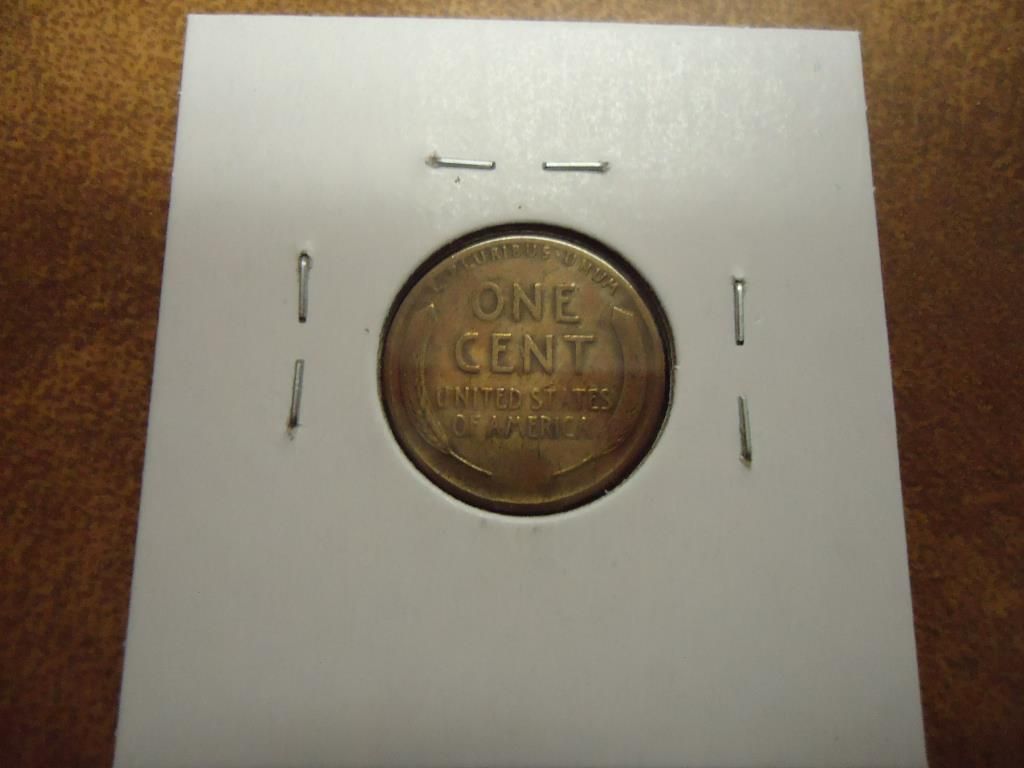 E PLURIBUS UNUM
ONE
CENT
UNITED STATES
OF AMERICA